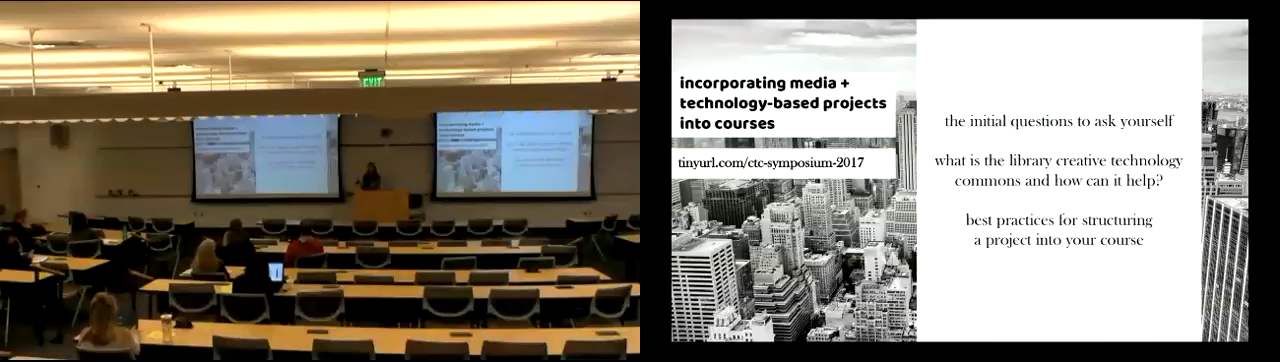 EXIT
incorporating media +
technology-based projects
into courses
tinyurl.com/ctc-symposium-2017
the initial questions to ask yourself
what is the library creative technology
commons and how can it help?
best practices for structuring
a project into your course